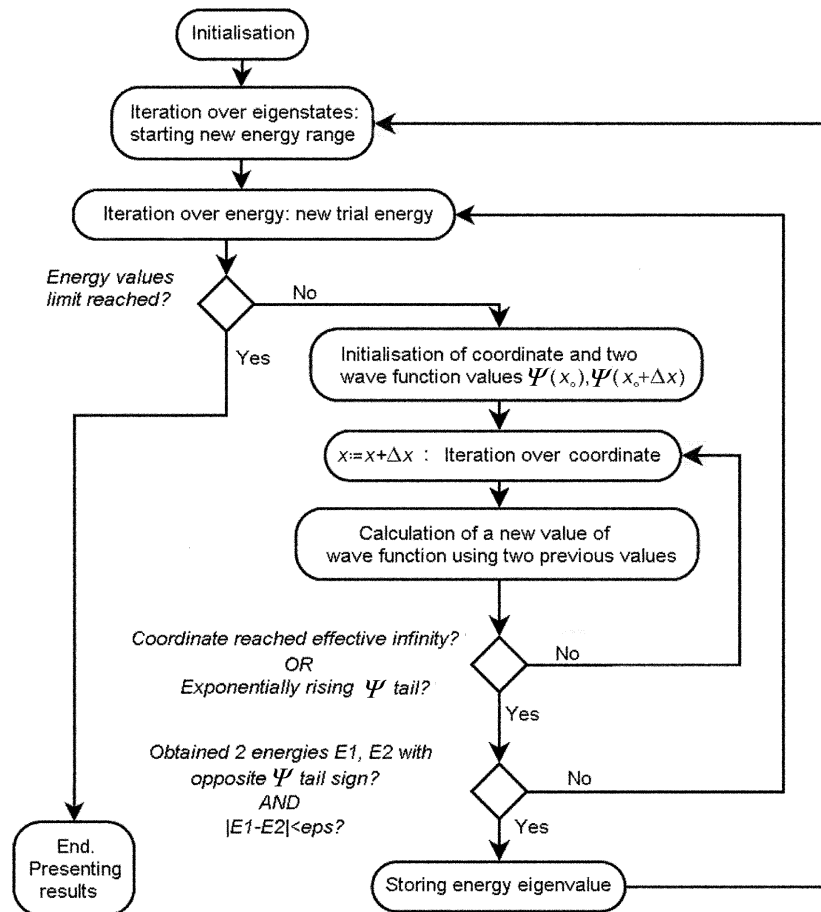 Initialisation
Iteration over eigenstates:
starting new energy range
Iteration over energy: new trial energy
Energy values
limit reached?
No
Yes
Initialisation of coordinate and two
wave function values Ψ(x₀),Ψ(x₀+Δx)
x:=x+Δx : Iteration over coordinate
Calculation of a new value of
wave function using two previous values
Coordinate reached effective infinity?
OR
Exponentially rising Ψ tail?
No
Yes
Obtained 2 energies E1, E2 with
opposite Ψ tail sign?
AND
|E1-E2|<eps?
No
Yes
End.
Presenting
results
Storing energy eigenvalue